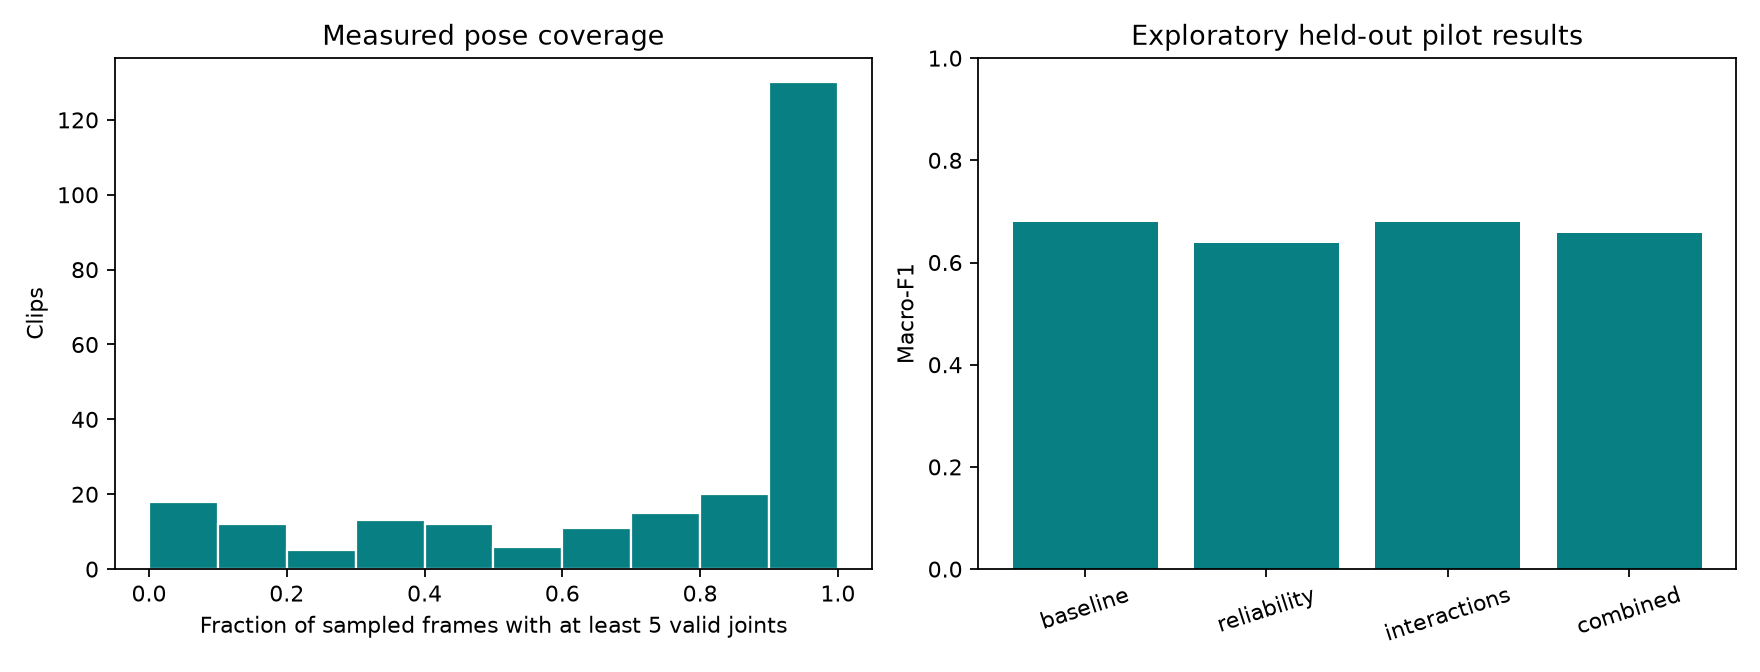 Measured pose coverage
Clips
120
100
80
60
40
20
0
0.0 0.2 0.4 0.6 0.8 1.0
Fraction of sampled frames with at least 5 valid joints
Exploratory held-out pilot results
Macro-F1
1.0
0.8
0.6
0.4
0.2
0.0
baseline reliability interactions combined